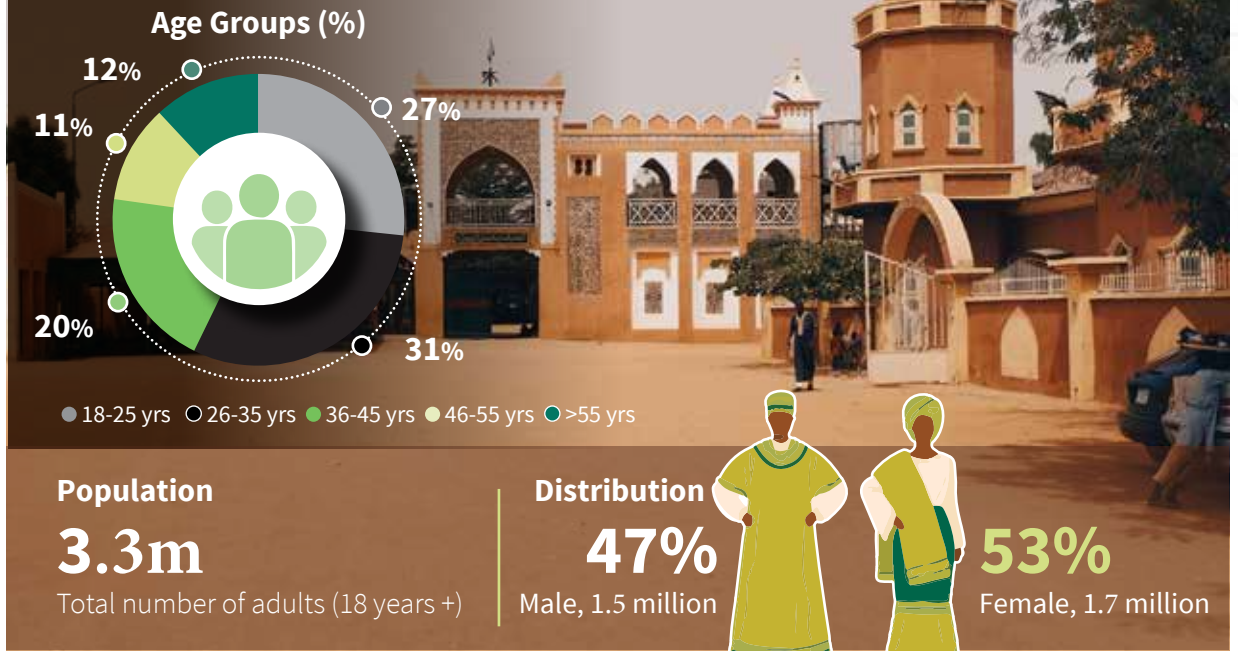 Age Groups (%)
12%
27%
11%
20%
31%
18-25 yrs 26-35 yrs 36-45 yrs 46-55 yrs >55 yrs
Population
3.3m
Total number of adults (18 years +)
Distribution
47%
Male, 1.5 million
53%
Female, 1.7 million